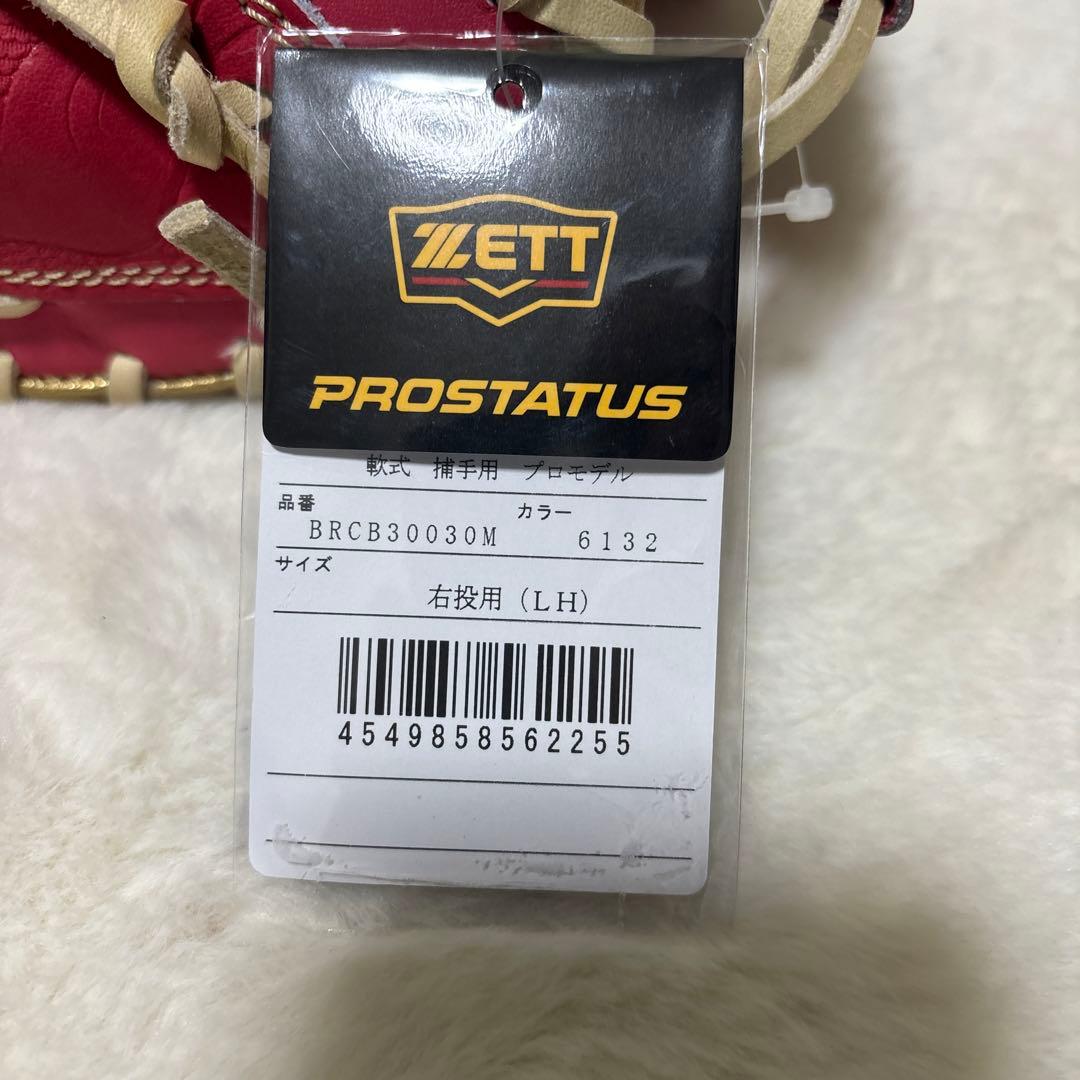 ZETT
PROSTATUS
軟式 捕手用 プロモデル
品番 カラー
BRCB30030M 6132
サイズ
右投用(LH)
4549858562255